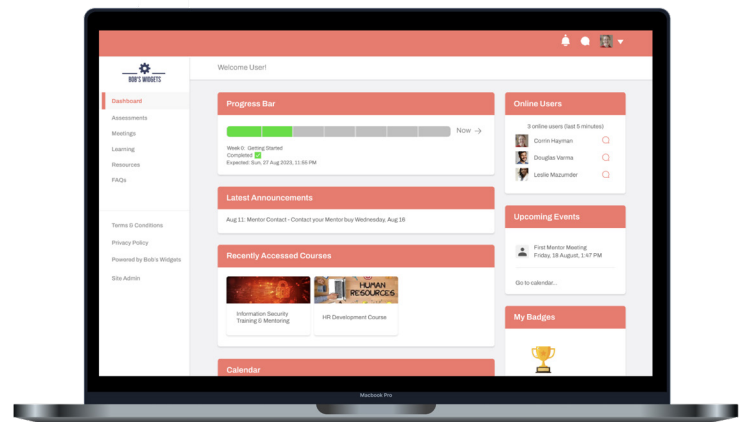 BOB'S WIDGETS
Welcome User!
Dashboard
Assessments
Meetings
Learning
Resources
FAQs
Terms & Conditions
Privacy Policy
Powered by Bob's Widgets
Site Admin
Progress Bar
Now →
Week 0: Getting Started
Completed ✅
Expected: Sun, 27 Aug 2023, 11:55 PM
Latest Announcements
Aug 11: Mentor Contact - Contact your Mentor buy Wednesday, Aug 16
Recently Accessed Courses
HUMAN
RESOURCES
Information Security
Training & Mentoring
HR Development Course
Calendar
Online Users
3 online users (last 5 minutes)
Corrin Hayman
Douglas Varma
Leslie Mazumder
Upcoming Events
First Mentor Meeting
Friday, 18 August, 1:47 PM
Go to calendar...
My Badges
Macbook Pro